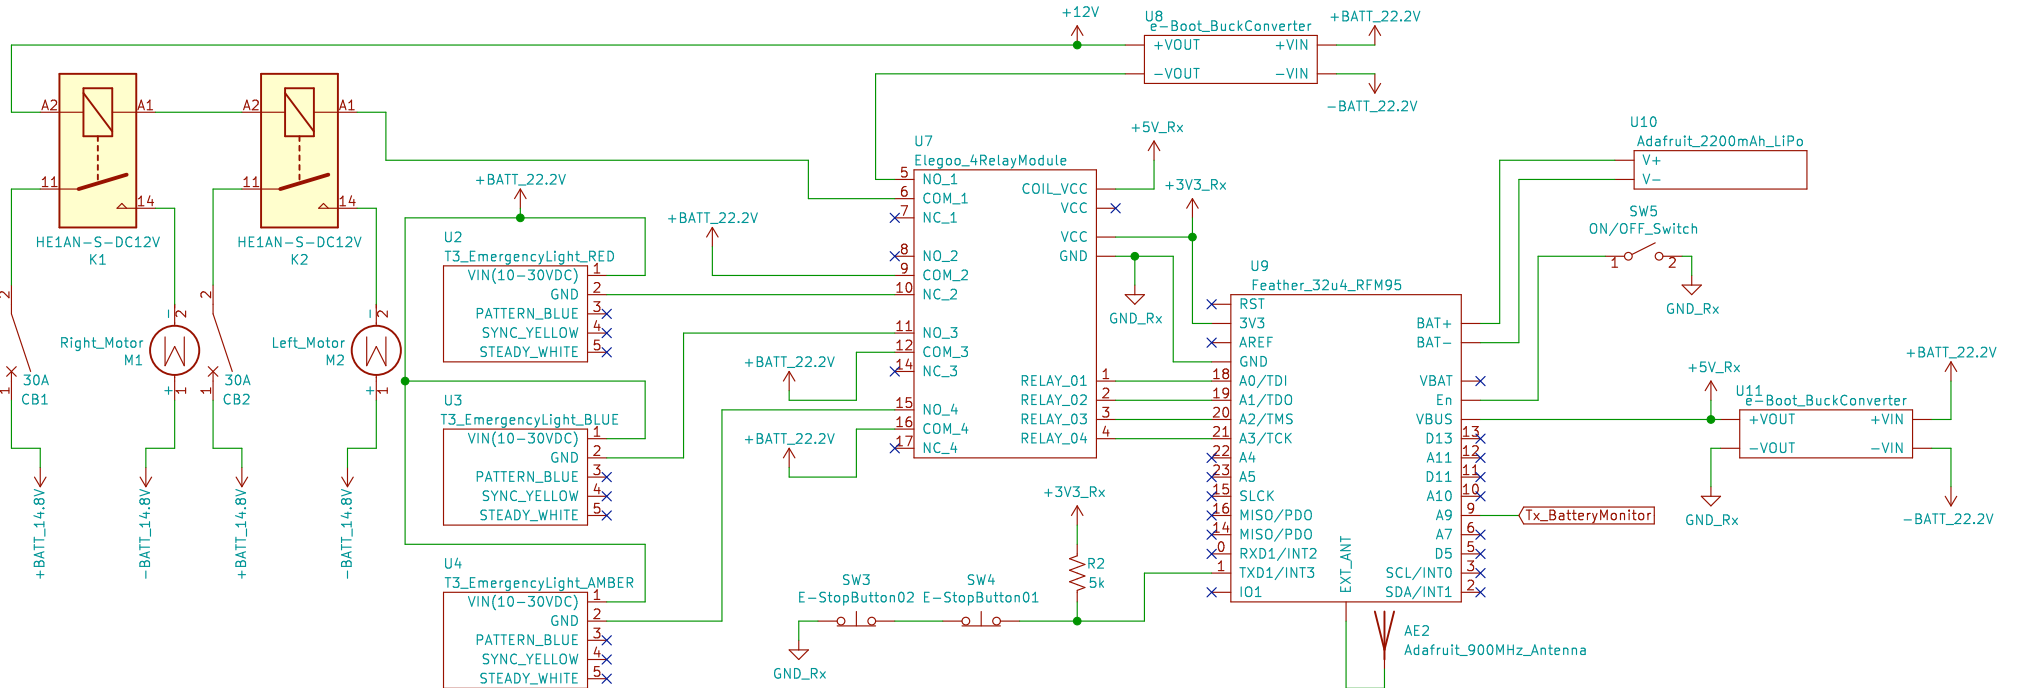 +12V
U8
e-Boot_BuckConverter
+VOUT
+VIN
-VOUT
-VIN
+BATT_22.2V
-BATT_22.2V
A2
A1
11
14
HE1AN-S-DC12V
K1
A2
A1
11
14
HE1AN-S-DC12V
K2
2
1
30A
CB1
Right_Motor
M1
-
2
+
1
2
1
30A
CB2
Left_Motor
M2
-
2
+
1
+BATT_14.8V
-BATT_14.8V
+BATT_14.8V
-BATT_14.8V
+BATT_22.2V
U2
T3_EmergencyLight_RED
VIN(10-30VDC)
1
GND
2
PATTERN_BLUE
3
SYNC_YELLOW
4
STEADY_WHITE
5
U3
T3_EmergencyLight_BLUE
VIN(10-30VDC)
1
GND
2
PATTERN_BLUE
3
SYNC_YELLOW
4
STEADY_WHITE
5
U4
T3_EmergencyLight_AMBER
VIN(10-30VDC)
1
GND
2
PATTERN_BLUE
3
SYNC_YELLOW
4
STEADY_WHITE
5
+BATT_22.2V
+BATT_22.2V
+BATT_22.2V
U7
Elegoo_4RelayModule
5
NO_1
6
COM_1
7
NC_1
8
NO_2
9
COM_2
10
NC_2
11
NO_3
12
COM_3
14
NC_3
15
NO_4
16
COM_4
17
NC_4
COIL_VCC
VCC
VCC
GND
RELAY_01
1
RELAY_02
2
RELAY_03
3
RELAY_04
4
+5V_Rx
+3V3_Rx
GND_Rx
U9
Feather_32u4_RFM95
RST
3V3
AREF
GND
18
A0/TDI
19
A1/TDO
20
A2/TMS
21
A3/TCK
22
A4
23
A5
15
SLCK
16
MISO/PDO
14
MISO/PDO
0
RXD1/INT2
1
TXD1/INT3
IO1
EXT_ANT
BAT+
BAT-
VBAT
En
VBUS
D13
13
A11
12
D11
11
A10
10
A9
9
A7
6
D5
5
SCL/INT0
3
SDA/INT1
2
Tx_BatteryMonitor
U10
Adafruit_2200mAh_LiPo
V+
V-
SW5
ON/OFF_Switch
1
2
GND_Rx
+5V_Rx
U11
e-Boot_BuckConverter
+VOUT
+VIN
-VOUT
-VIN
+BATT_22.2V
-BATT_22.2V
GND_Rx
+3V3_Rx
R2
5k
SW3
E-StopButton02
SW4
E-StopButton01
GND_Rx
AE2
Adafruit_900MHz_Antenna